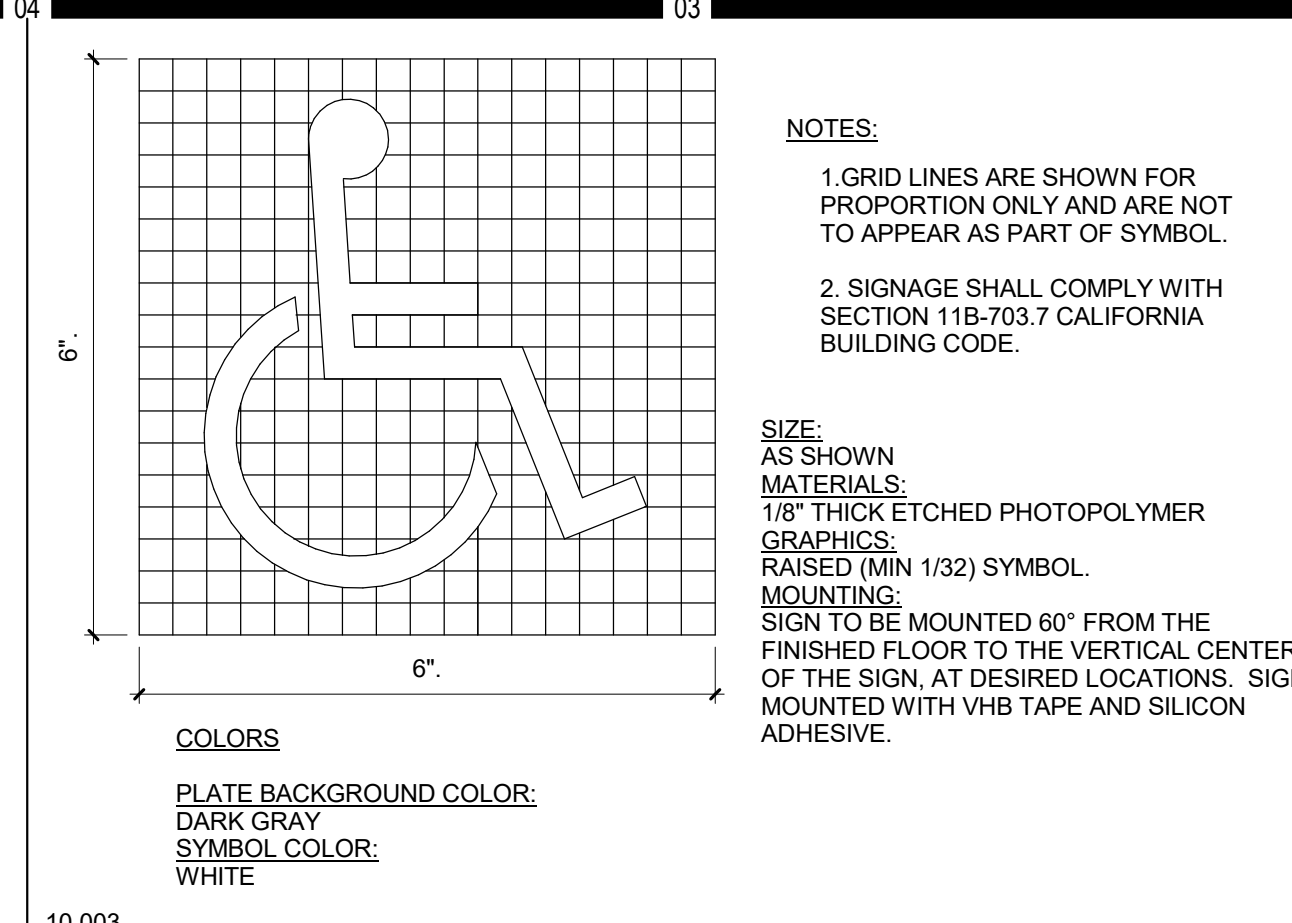 04
03
6".
6".
NOTES:
1.GRID LINES ARE SHOWN FOR
PROPORTION ONLY AND ARE NOT
TO APPEAR AS PART OF SYMBOL.
2. SIGNAGE SHALL COMPLY WITH
SECTION 11B-703.7 CALIFORNIA
BUILDING CODE.
SIZE:
AS SHOWN
MATERIALS:
1/8" THICK ETCHED PHOTOPOLYMER
GRAPHICS:
RAISED (MIN 1/32) SYMBOL.
MOUNTING:
SIGN TO BE MOUNTED 60° FROM THE
FINISHED FLOOR TO THE VERTICAL CENTER
OF THE SIGN, AT DESIRED LOCATIONS. SIGN
MOUNTED WITH VHB TAPE AND SILICON
ADHESIVE.
COLORS
PLATE BACKGROUND COLOR:
DARK GRAY
SYMBOL COLOR:
WHITE
10.003